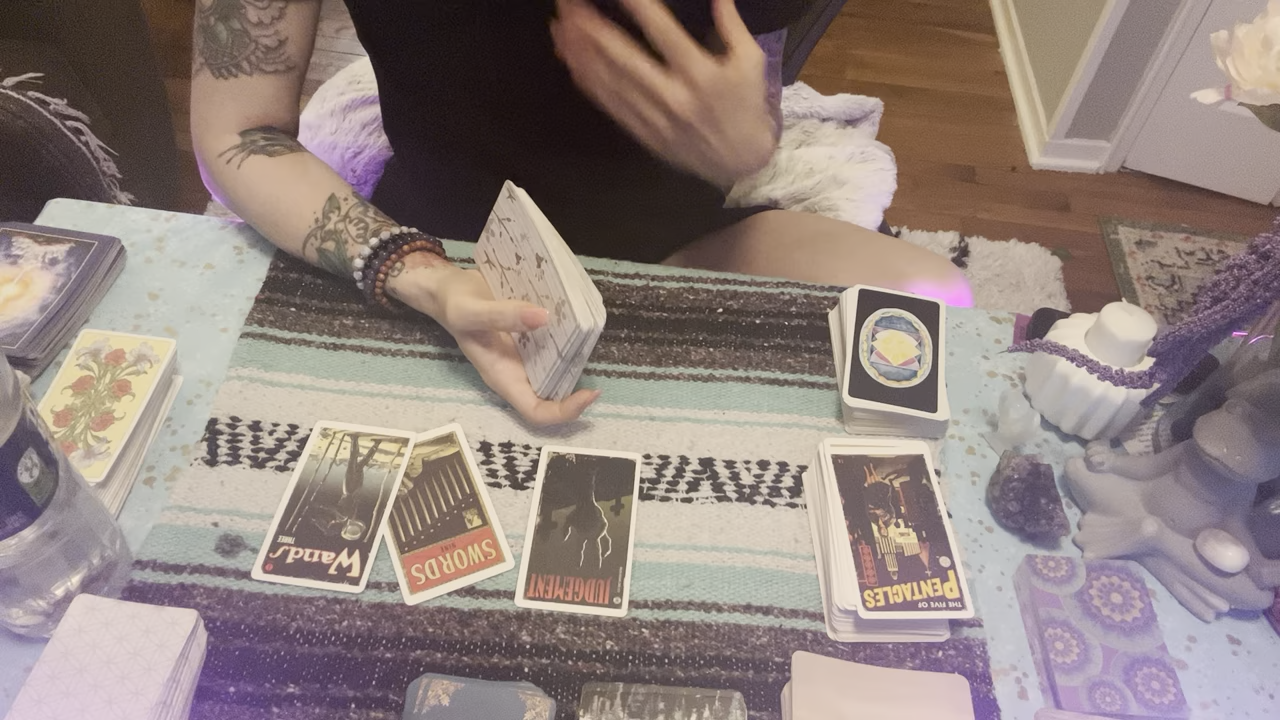 Wands
THREE
SWORDS
JUDGEMENT
THE FIVE OF
PENTACLES